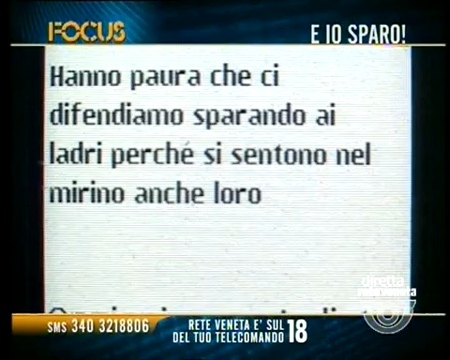 FOCUS
E IO SPARO!
Hanno paura che ci
difendiamo sparando ai
ladri perché si sentono nel
mirino anche loro
diretta
SMS 340 3218806
RETE VENETA E' SUL
DEL TUO TELECOMANDO 18